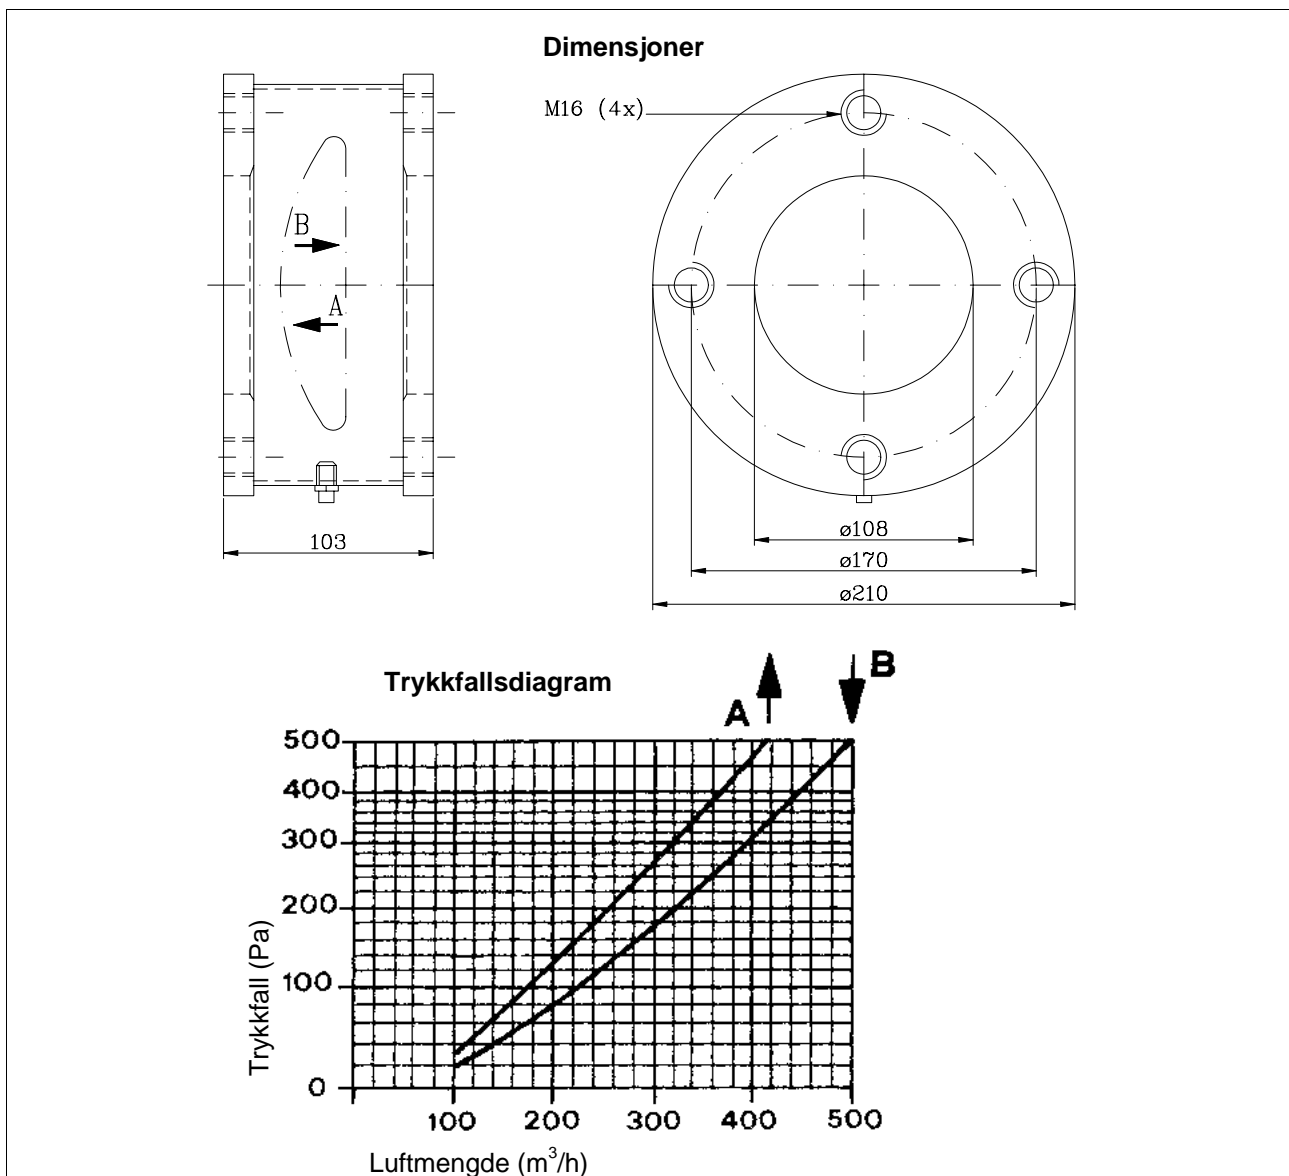 Dimensjoner
M16 (4x)
B
A
103
ø108
ø170
ø210
Trykkfallsdiagram
A
B
500
400
300
200
100
0
Trykkfall (Pa)
100 200 300 400 500
Luftmengde (m³/h)